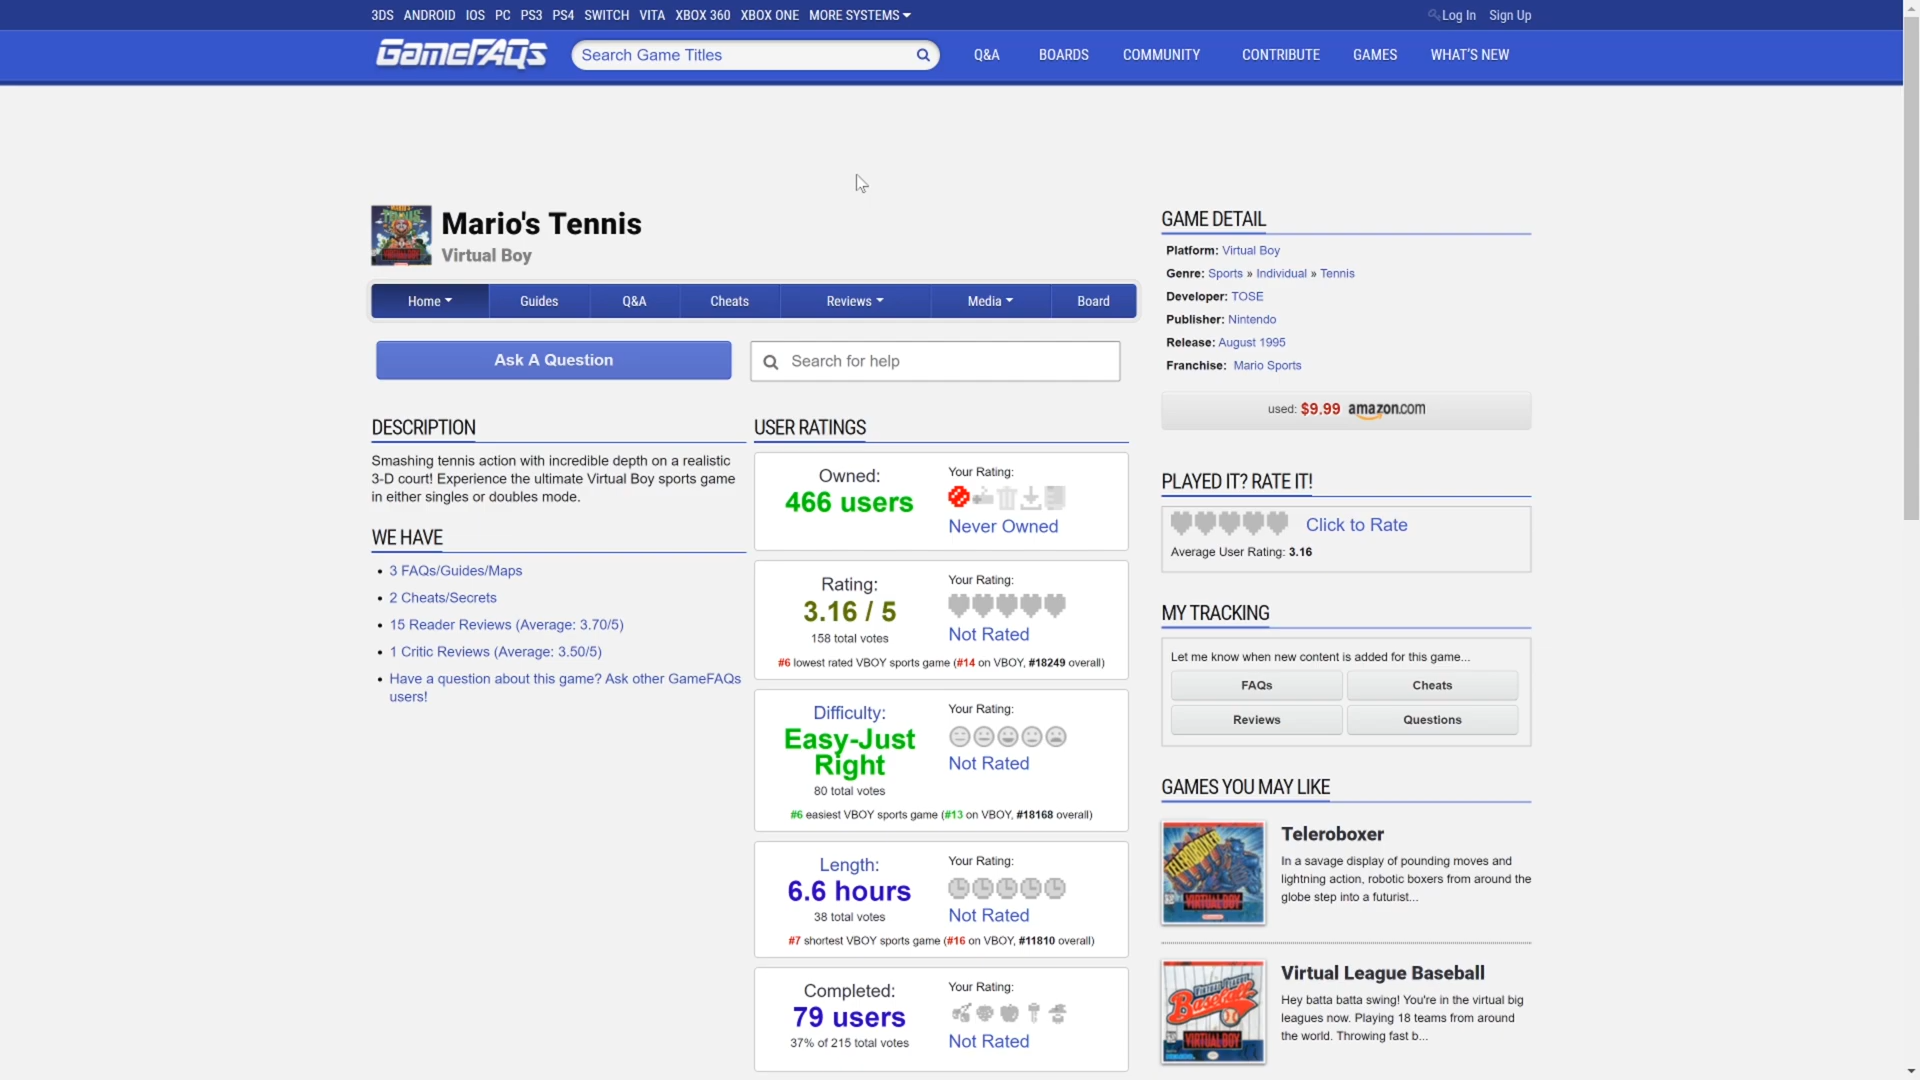 3DS ANDROID IOS PC PS3 PS4 SWITCH VITA XBOX 360 XBOX ONE MORE SYSTEMS
Log In Sign Up
GameFAQs
Search Game Titles
Q&A BOARDS COMMUNITY CONTRIBUTE GAMES WHAT'S NEW
Mario's Tennis
Virtual Boy
Home Guides Q&A Cheats Reviews Media Board
Ask A Question
Search for help
DESCRIPTION
Smashing tennis action with incredible depth on a realistic
3-D court! Experience the ultimate Virtual Boy sports game
in either singles or doubles mode.
WE HAVE
• 3 FAQs/Guides/Maps
• 2 Cheats/Secrets
• 15 Reader Reviews (Average: 3.70/5)
• 1 Critic Reviews (Average: 3.50/5)
• Have a question about this game? Ask other GameFAQs
users!
USER RATINGS
Owned:
466 users
Your Rating:
Never Owned
Rating:
3.16 / 5
158 total votes
Your Rating:
Not Rated
#6 lowest rated VBOY sports game (#14 on VBOY, #18249 overall)
Difficulty:
Easy-Just
Right
80 total votes
Your Rating:
Not Rated
#6 easiest VBOY sports game (#13 on VBOY, #18168 overall)
Length:
6.6 hours
38 total votes
Your Rating:
Not Rated
#7 shortest VBOY sports game (#16 on VBOY, #11810 overall)
Completed:
79 users
37% of 215 total votes
Your Rating:
Not Rated
GAME DETAIL
Platform: Virtual Boy
Genre: Sports » Individual » Tennis
Developer: TOSE
Publisher: Nintendo
Release: August 1995
Franchise: Mario Sports
used: $9.99 amazon.com
PLAYED IT? RATE IT!
Click to Rate
Average User Rating: 3.16
MY TRACKING
Let me know when new content is added for this game...
FAQs Cheats
Reviews Questions
GAMES YOU MAY LIKE
TELEROBOXER
VIRTUAL BOY
Teleroboxer
In a savage display of pounding moves and
lightning action, robotic boxers from around the
globe step into a futurist...
Baseball
VIRTUAL BOY
Virtual League Baseball
Hey batta batta swing! You're in the virtual big
leagues now. Playing 18 teams from around
the world. Throwing fast b...